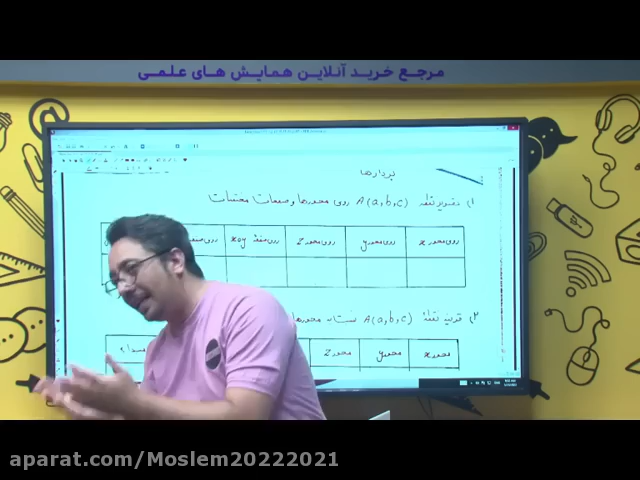 مرجع خرید آنلاین همایش های علمی
بردارها
۱) تصویر نقطه A(a,b,c) روی محورها و صفحات مختصات
روی محور x روی محور y روی محور z روی صفحه xoy
۲) قرینه نقطه A(a,b,c) نسبت به محورها
محور x محور y محور z
aparat.com/Moslem20222021